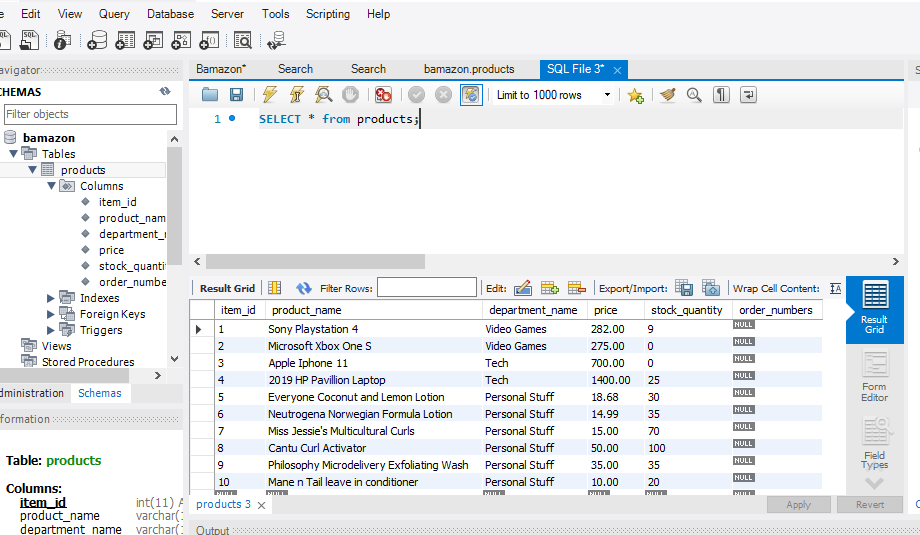 e Edit View Query Database Server Tools Scripting Help
avigator
Bamazon* Search Search bamazon.products SQL File 3* ×
CHEMAS
Filter objects
Limit to 1000 rows
1 SELECT * from products;
bamazon
Tables
products
Columns
item_id
product_nam
department_
price
stock_quanti
order_numbe
Indexes
Foreign Keys
Triggers
Views
Stored Procedures
dministration Schemas
formation
Table: products
Columns:
item_id int(11) A
product_name varchar(
department_name varchar(
Result Grid Filter Rows: Edit: Export/Import: Wrap Cell Content: IA
item_id product_name department_name price stock_quantity order_numbers
1 Sony Playstation 4 Video Games 282.00 9 NULL
2 Microsoft Xbox One S Video Games 275.00 0 NULL
3 Apple Iphone 11 Tech 700.00 0 NULL
4 2019 HP Pavillion Laptop Tech 1400.00 25 NULL
5 Everyone Coconut and Lemon Lotion Personal Stuff 18.68 30 NULL
6 Neutrogena Norwegian Formula Lotion Personal Stuff 14.99 35 NULL
7 Miss Jessie's Multicultural Curls Personal Stuff 15.00 70 NULL
8 Cantu Curl Activator Personal Stuff 50.00 100 NULL
9 Philosophy Microdelivery Exfoliating Wash Personal Stuff 35.00 35 NULL
10 Mane n Tail leave in conditioner Personal Stuff 10.00 20 NULL
NULL NULL NULL NULL NULL NULL
Result
Grid
Form
Editor
Field
Types
products 3 × Apply Revert
Output